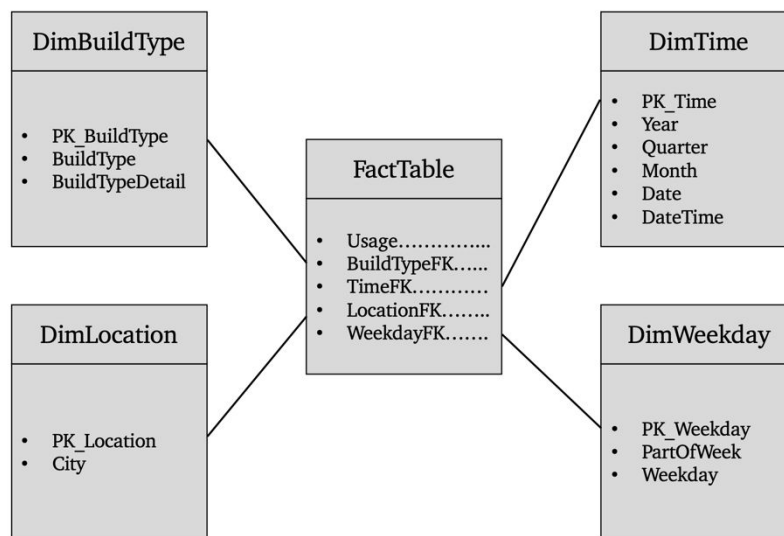 DimBuildType
• PK_BuildType
• BuildType
• BuildTypeDetail
DimTime
• PK_Time
• Year
• Quarter
• Month
• Date
• DateTime
FactTable
• Usage…………...
• BuildTypeFK…...
• TimeFK…………
• LocationFK……..
• WeekdayFK…….
DimLocation
• PK_Location
• City
DimWeekday
• PK_Weekday
• PartOfWeek
• Weekday